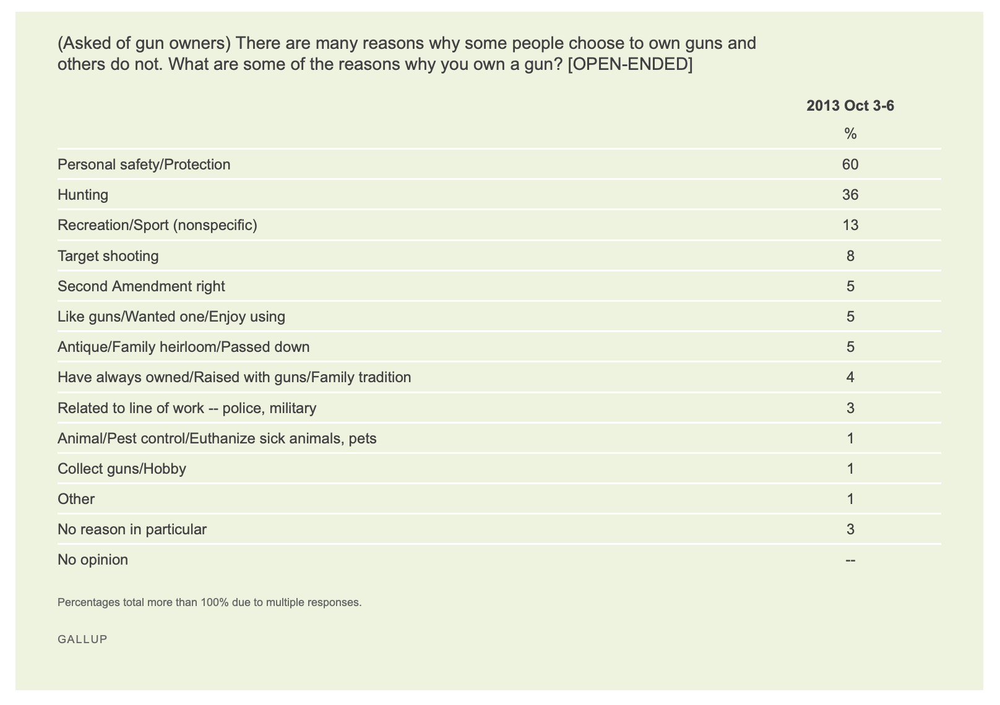 (Asked of gun owners) There are many reasons why some people choose to own guns and
others do not. What are some of the reasons why you own a gun? [OPEN-ENDED]
2013 Oct 3-6
%
Personal safety/Protection 60
Hunting 36
Recreation/Sport (nonspecific) 13
Target shooting 8
Second Amendment right 5
Like guns/Wanted one/Enjoy using 5
Antique/Family heirloom/Passed down 5
Have always owned/Raised with guns/Family tradition 4
Related to line of work -- police, military 3
Animal/Pest control/Euthanize sick animals, pets 1
Collect guns/Hobby 1
Other 1
No reason in particular 3
No opinion --
Percentages total more than 100% due to multiple responses.
GALLUP